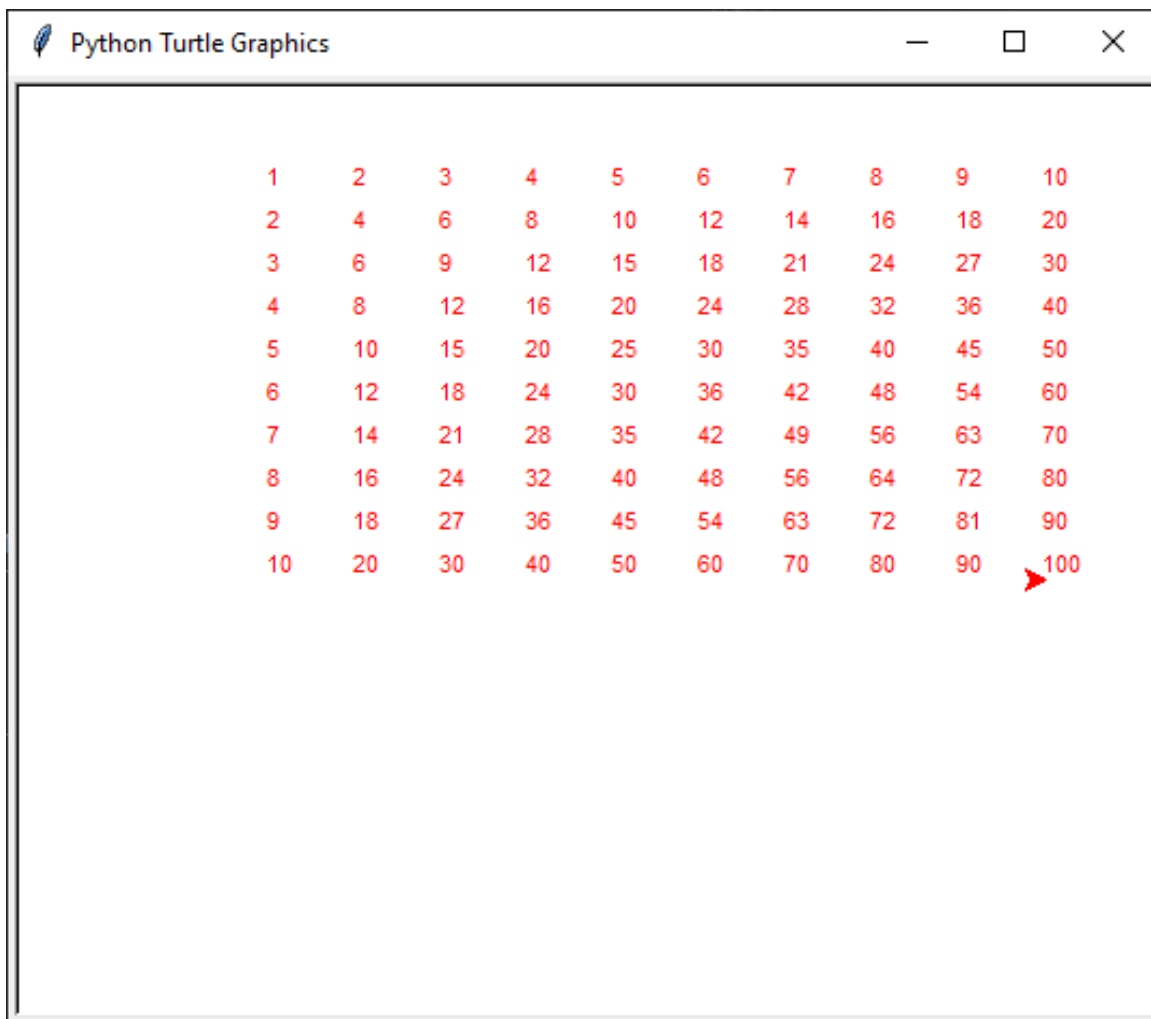 Python Turtle Graphics
1 2 3 4 5 6 7 8 9 10
2 4 6 8 10 12 14 16 18 20
3 6 9 12 15 18 21 24 27 30
4 8 12 16 20 24 28 32 36 40
5 10 15 20 25 30 35 40 45 50
6 12 18 24 30 36 42 48 54 60
7 14 21 28 35 42 49 56 63 70
8 16 24 32 40 48 56 64 72 80
9 18 27 36 45 54 63 72 81 90
10 20 30 40 50 60 70 80 90 100